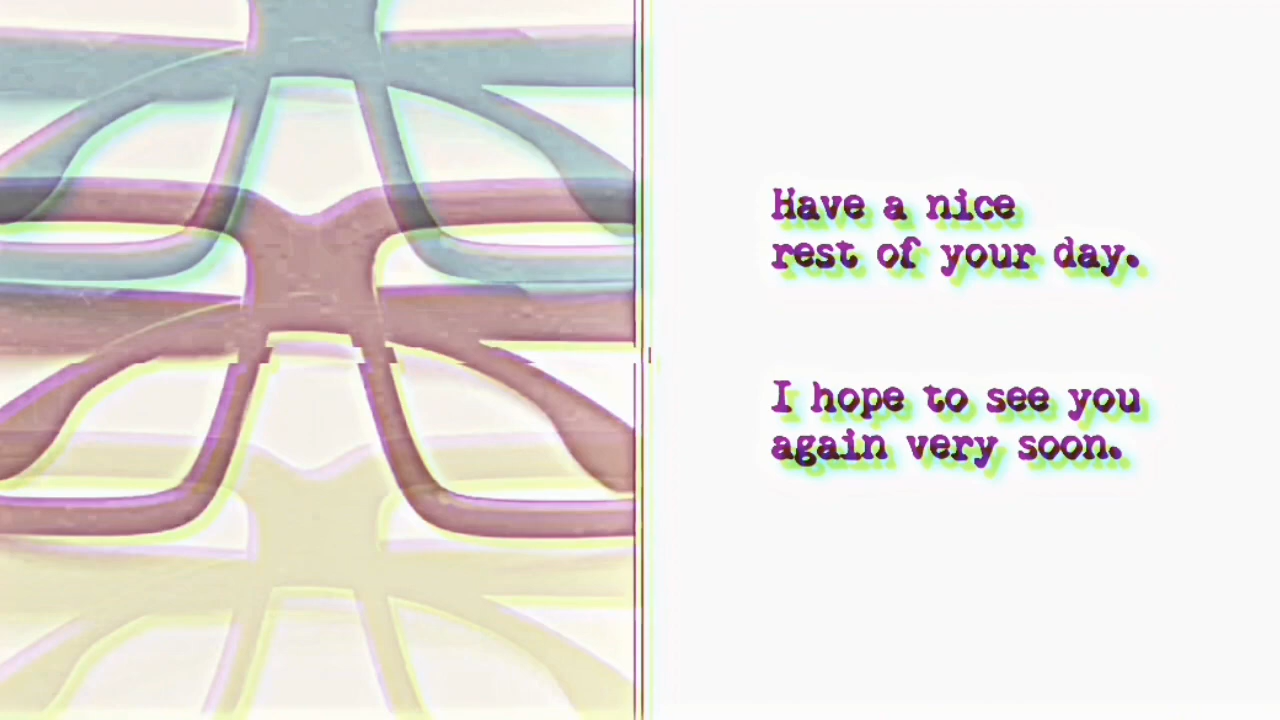 Have a nice
rest of your day.
I hope to see you
again very soon.